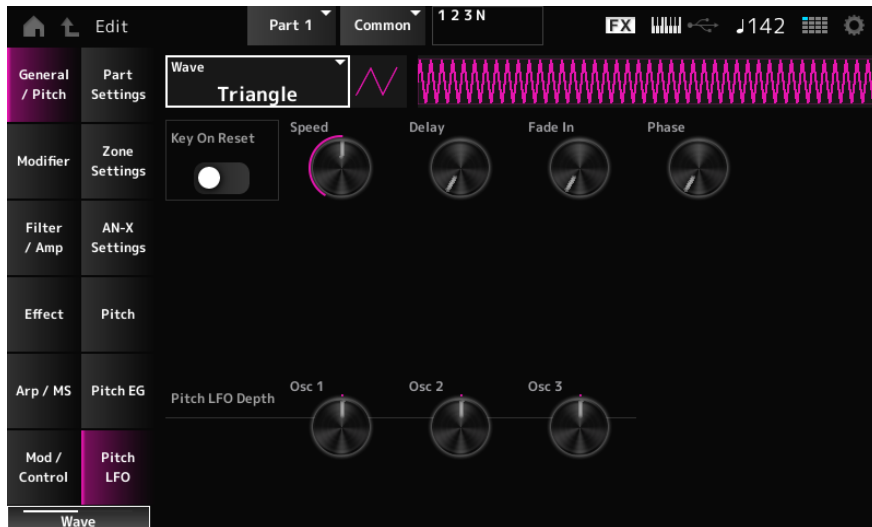 Edit
Part 1
Common
1 2 3 N
FX
♩142
General
/ Pitch
Part
Settings
Wave
Triangle
Modifier
Zone
Settings
Key On Reset
Speed
Delay
Fade In
Phase
Filter
/ Amp
AN-X
Settings
Effect
Pitch
Arp / MS
Pitch EG
Pitch LFO Depth
Osc 1
Osc 2
Osc 3
Mod /
Control
Pitch
LFO
Wave